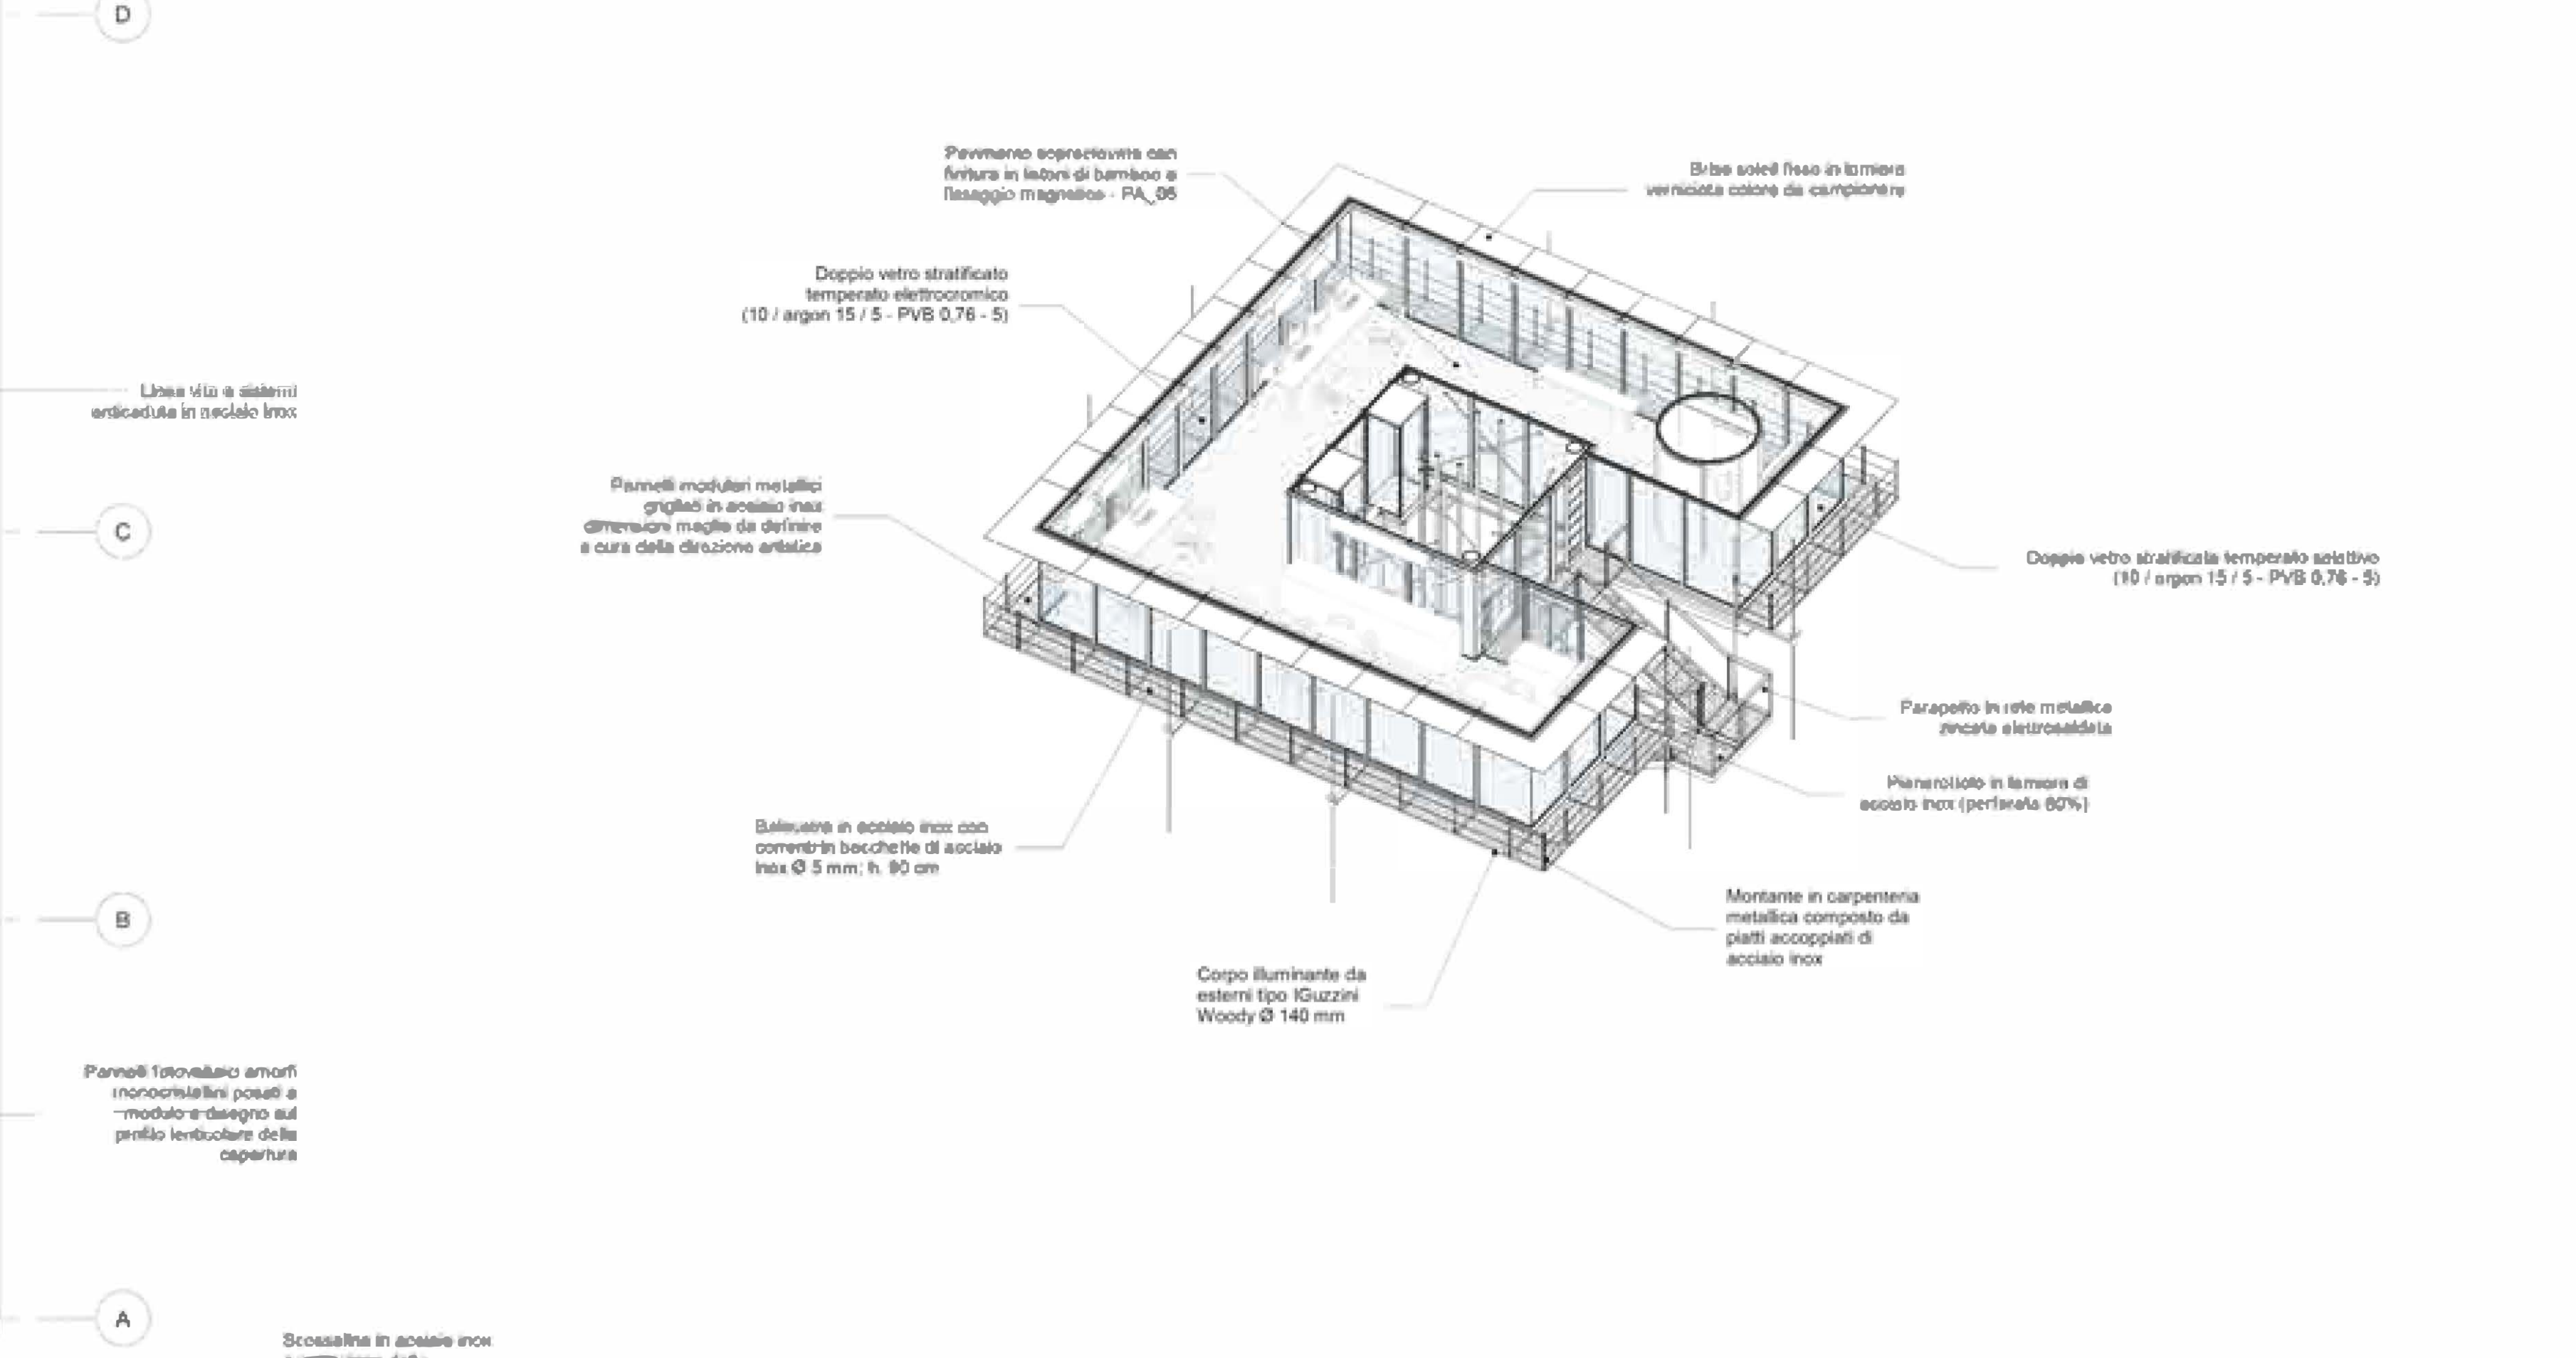 D
Pavimento sopraelevato con
finitura in listoni di bamboo a
fissaggio magnetico - PA_06
Brise soleil fisso in lamiera
verniciata colore da campionare
Doppio vetro stratificato
temperato elettrocromico
(10 / argon 15 / 5 - PVB 0,76 - 5)
Linea vita e sistemi
anticaduta in acciaio inox
Pannelli modulari metallici
grigliati in acciaio inox
dimensioni maglie da definire
a cura della direzione artistica
C
Doppio vetro stratificato temperato selettivo
(10 / argon 15 / 5 - PVB 0,76 - 5)
Parapetto in rete metallica
zincata elettrosaldata
Pianerottolo in lamiera di
acciaio inox (perforata 60%)
Balaustra in acciaio inox con
correnti in bacchette di acciaio
inox Ø 5 mm; h. 90 cm
B
Montante in carpenteria
metallica composto da
piatti accoppiati di
acciaio inox
Corpo illuminante da
esterni tipo IGuzzini
Woody Ø 140 mm
Pannelli fotovoltaici amorfi
monocristallini posati a
modulo a disegno sul
profilo lenticolare della
copertura
A
Scossalina in acciaio inox